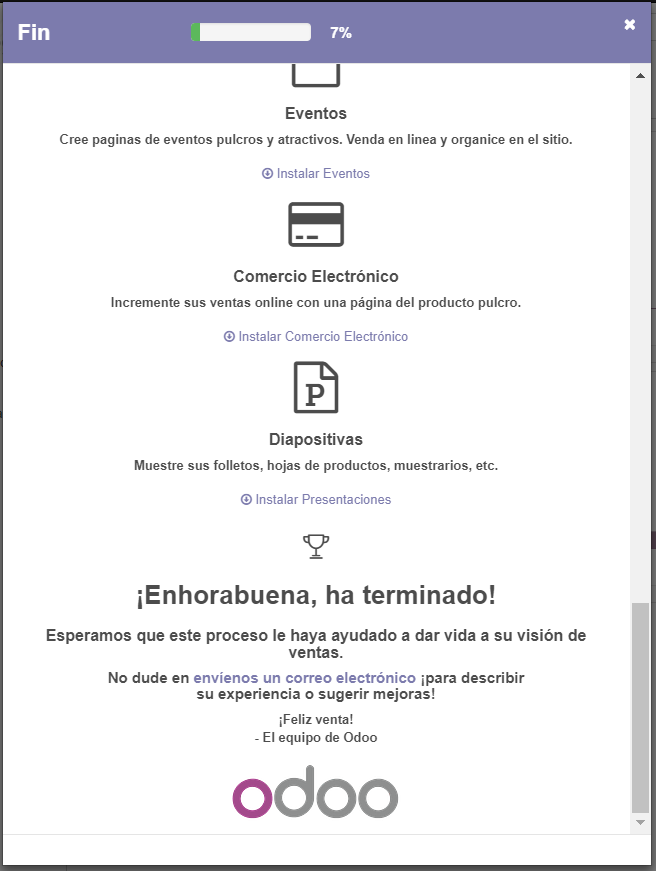 Fin
7%
Eventos
Cree paginas de eventos pulcros y atractivos. Venda en linea y organice en el sitio.
Instalar Eventos
Comercio Electrónico
Incremente sus ventas online con una página del producto pulcro.
Instalar Comercio Electrónico
P
Diapositivas
Muestre sus folletos, hojas de productos, muestrarios, etc.
Instalar Presentaciones
¡Enhorabuena, ha terminado!
Esperamos que este proceso le haya ayudado a dar vida a su visión de
ventas.
No dude en envíenos un correo electrónico ¡para describir
su experiencia o sugerir mejoras!
¡Feliz venta!
- El equipo de Odoo
odoo